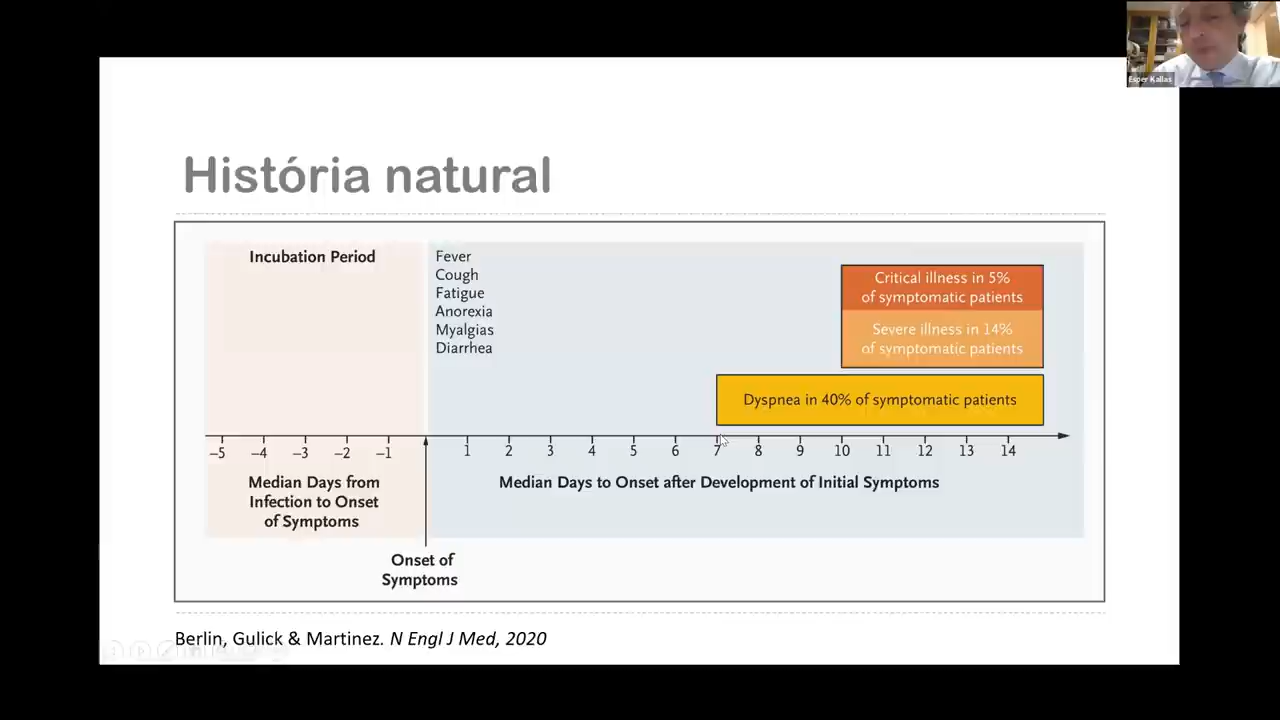 Esper Kallas
História natural
Incubation Period
Fever
Cough
Fatigue
Anorexia
Myalgias
Diarrhea
Critical illness in 5%
of symptomatic patients
Severe illness in 14%
of symptomatic patients
Dyspnea in 40% of symptomatic patients
–5 –4 –3 –2 –1 1 2 3 4 5 6 7 8 9 10 11 12 13 14
Median Days from
Infection to Onset
of Symptoms
Median Days to Onset after Development of Initial Symptoms
Onset of
Symptoms
Berlin, Gulick & Martinez. N Engl J Med, 2020